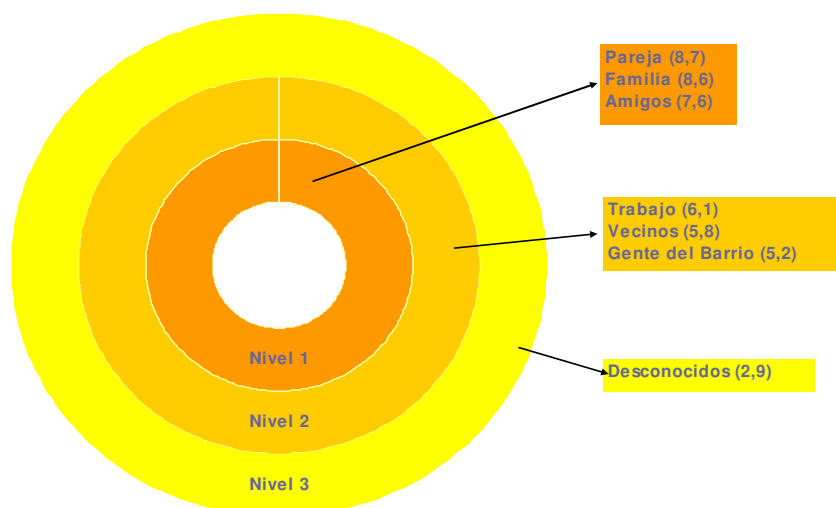 Pareja (8,7)
Familia (8,6)
Amigos (7,6)
Trabajo (6,1)
Vecinos (5,8)
Gente del Barrio (5,2)
Nivel 1
Desconocidos (2,9)
Nivel 2
Nivel 3